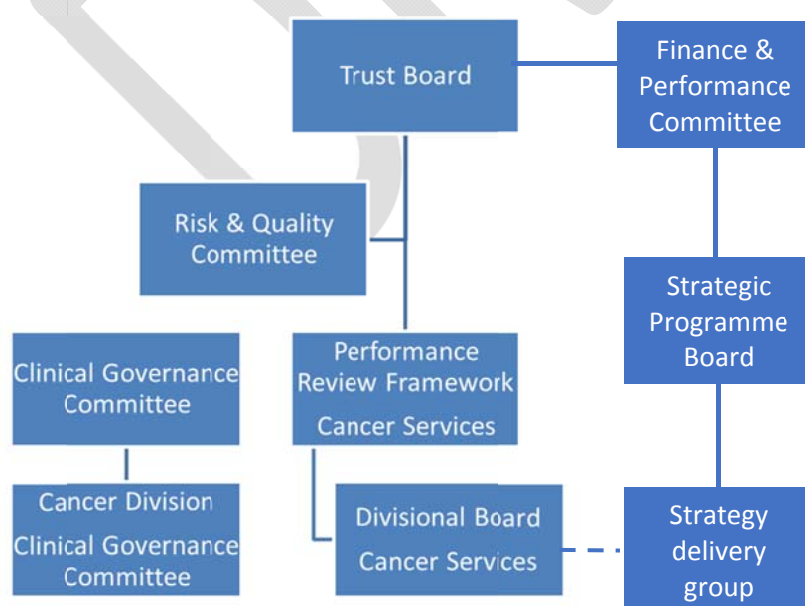 Trust Board
Finance &
Performance
Committee
Risk & Quality
Committee
Strategic
Programme
Board
Clinical Governance
Committee
Performance
Review Framework
Cancer Services
Cancer Division
Clinical Governance
Committee
Divisional Board
Cancer Services
Strategy
delivery
group